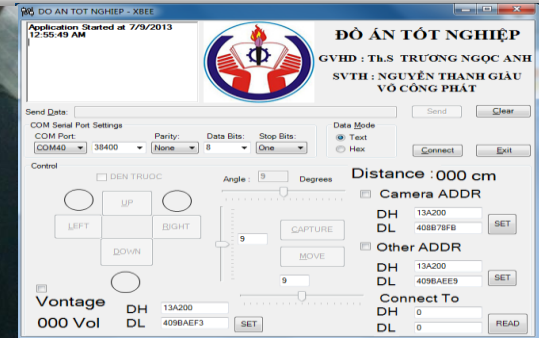 DO AN TOT NGHIEP - XBEE
Application Started at 7/9/2013
12:55:49 AM
ĐỒ ÁN TỐT NGHIỆP
GVHD : Th.S TRƯƠNG NGỌC ANH
SVTH : NGUYỄN THANH GIÀU
VÕ CÔNG PHÁT
Send Data:
Send
Clear
COM Serial Port Settings
COM Port:
Parity:
Data Bits:
Stop Bits:
COM40
38400
None
8
One
Data Mode
Text
Hex
Connect
Exit
Control
DEN TRUOC
UP
LEFT
RIGHT
DOWN
Angle :
9
Degrees
9
CAPTURE
MOVE
9
Distance :000 cm
Camera ADDR
DH
13A200
DL
408B78FB
SET
Other ADDR
DH
13A200
DL
409BAEE9
SET
Connect To
DH
0
DL
0
READ
Vontage
000 Vol
DH
13A200
DL
409BAEF3
SET